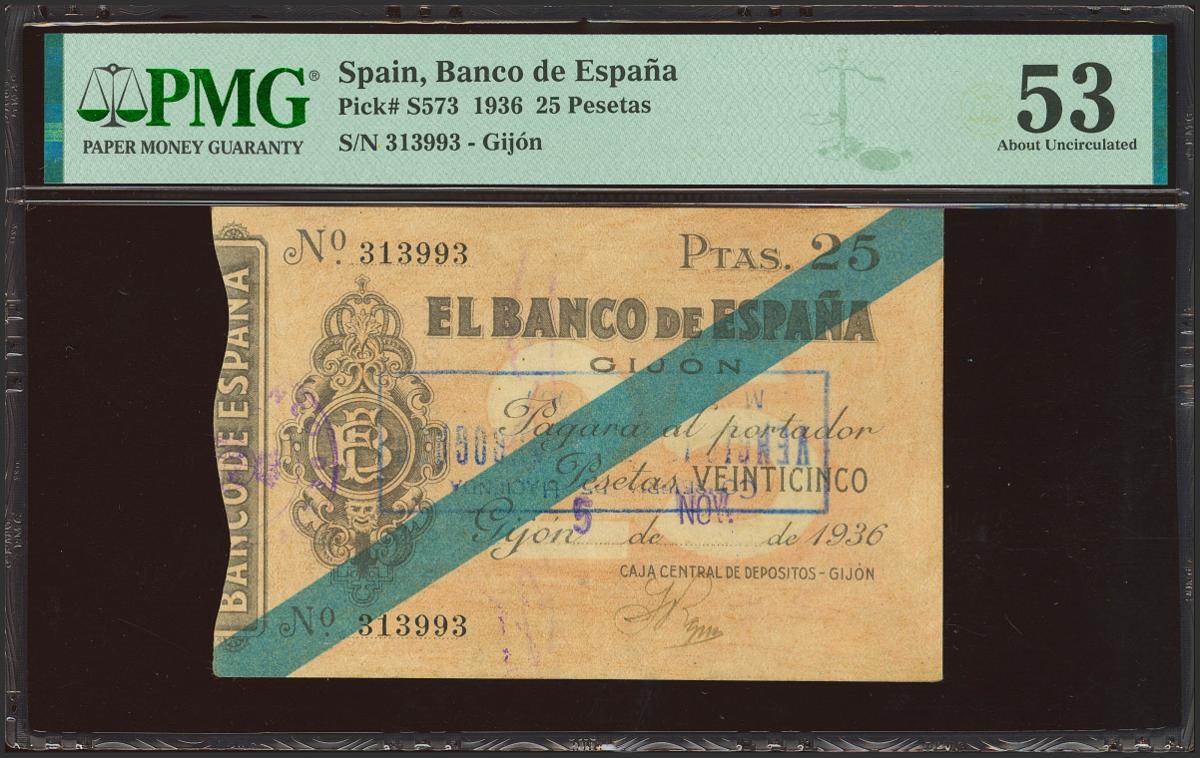 PMG®
PAPER MONEY GUARANTY
Spain, Banco de España
Pick# S573 1936 25 Pesetas
S/N 313993 - Gijón
53
About Uncirculated
BANCO DE ESPAÑA
Nº 313993
PTAS. 25
EL BANCO DE ESPAÑA
GIJON
Pagará al portador
Pesetas VEINTICINCO
5 NOV.
Gijón de de 1936
CAJA CENTRAL DE DEPOSITOS - GIJÓN
Nº 313993